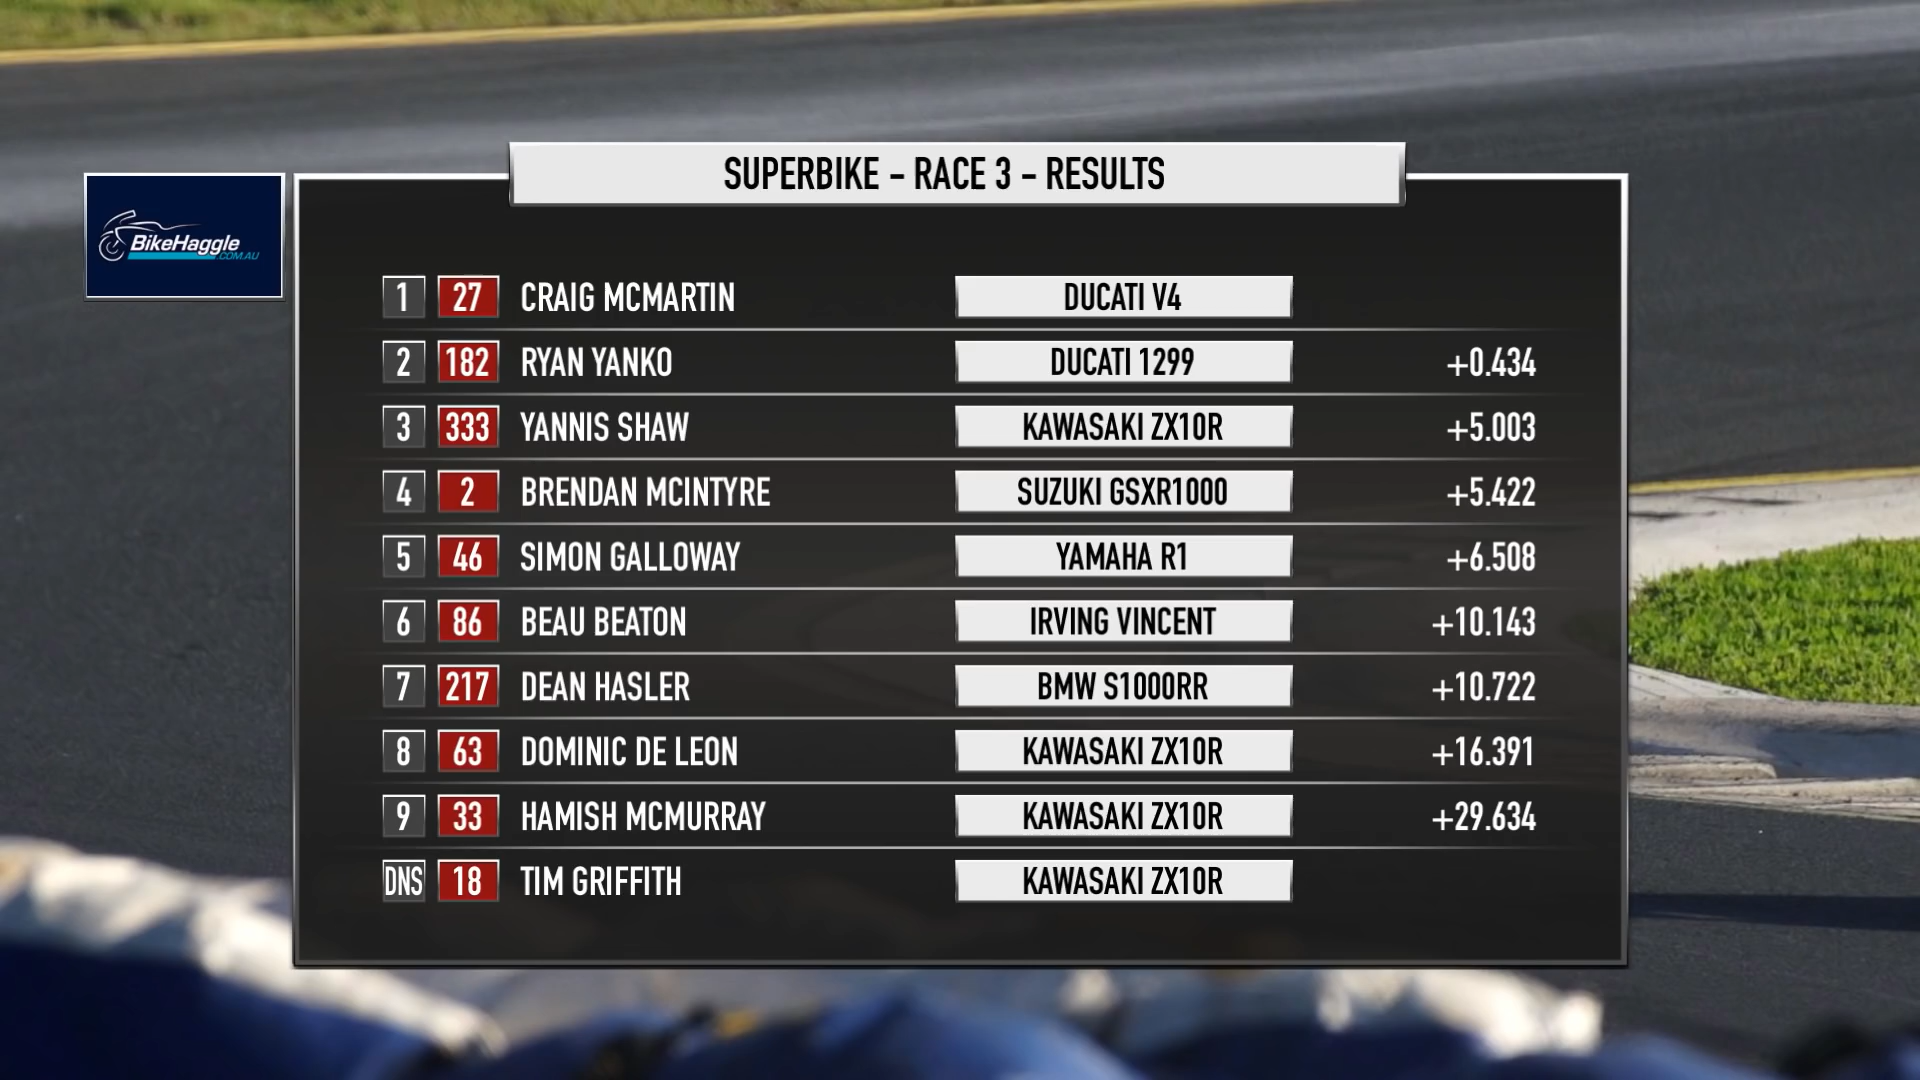 SUPERBIKE - RACE 3 - RESULTS
BikeHaggle
.COM.AU
1 27 CRAIG MCMARTIN DUCATI V4
2 182 RYAN YANKO DUCATI 1299 +0.434
3 333 YANNIS SHAW KAWASAKI ZX10R +5.003
4 2 BRENDAN MCINTYRE SUZUKI GSXR1000 +5.422
5 46 SIMON GALLOWAY YAMAHA R1 +6.508
6 86 BEAU BEATON IRVING VINCENT +10.143
7 217 DEAN HASLER BMW S1000RR +10.722
8 63 DOMINIC DE LEON KAWASAKI ZX10R +16.391
9 33 HAMISH MCMURRAY KAWASAKI ZX10R +29.634
DNS 18 TIM GRIFFITH KAWASAKI ZX10R